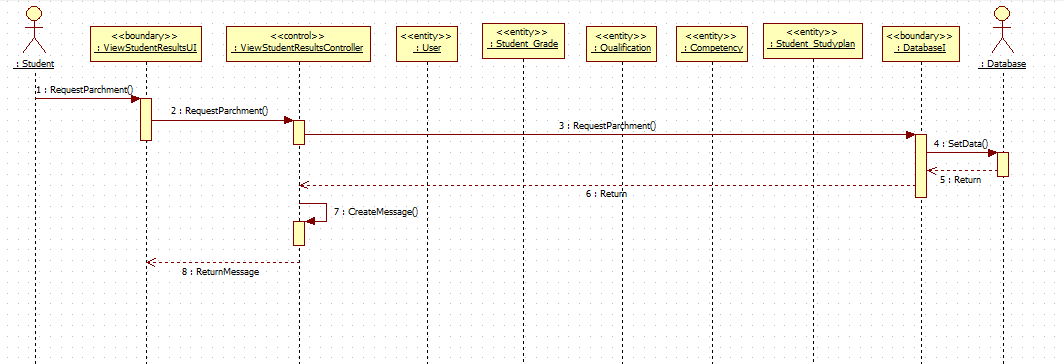 : Student
<<boundary>>
: ViewStudentResultsUI
<<control>>
: ViewStudentResultsController
<<entity>>
: User
<<entity>>
: Student_Grade
<<entity>>
: Qualification
<<entity>>
: Competency
<<entity>>
: Student_Studyplan
<<boundary>>
: DatabaseI
: Database
1 : RequestParchment()
2 : RequestParchment()
3 : RequestParchment()
4 : SetData()
5 : Return
6 : Return
7 : CreateMessage()
8 : ReturnMessage